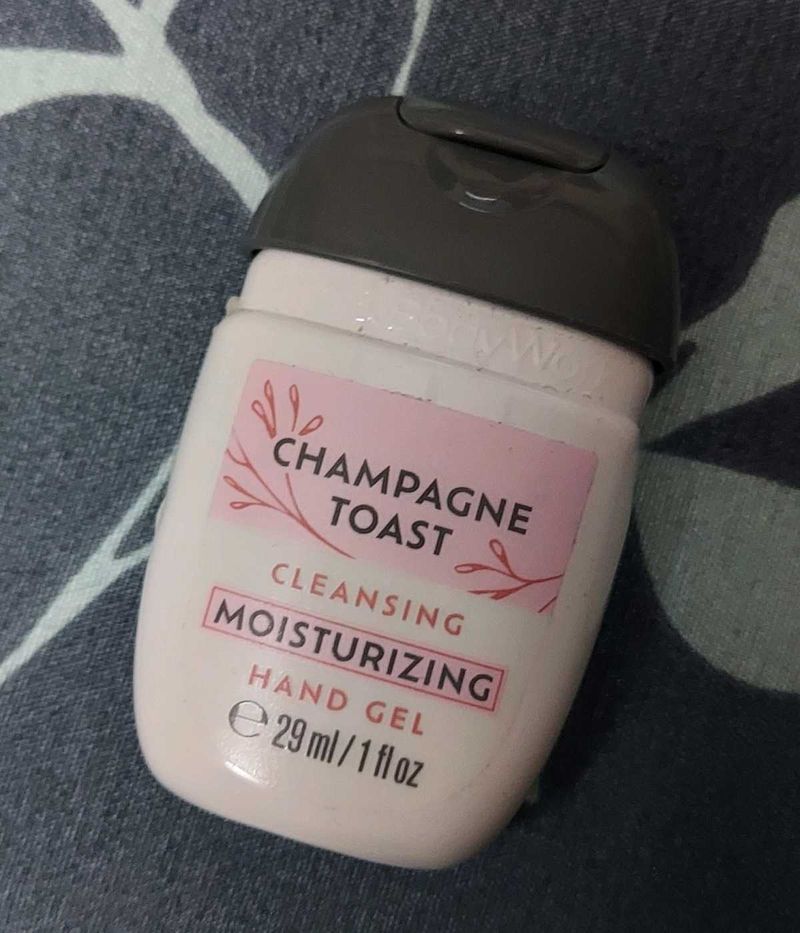 CHAMPAGNE
TOAST
CLEANSING
MOISTURIZING
HAND GEL
℮ 29 ml / 1 fl oz